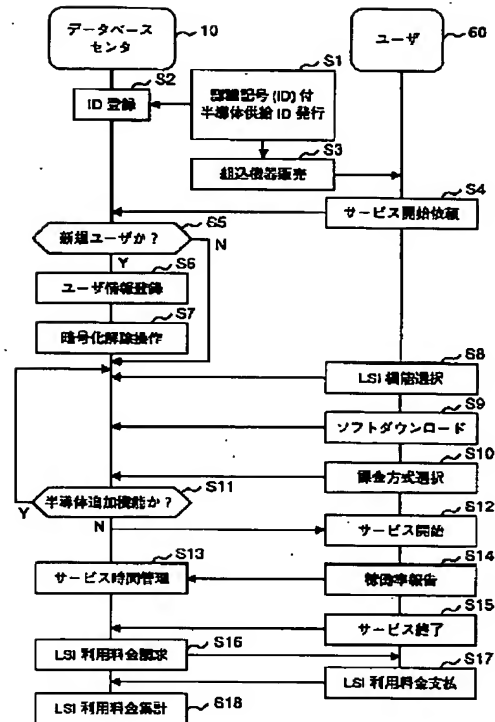 データベース
センタ
10
ユーザ
60
S1
認識記号 (ID) 付
半導体供給 ID 発行
S2
ID 登録
S3
組込機器販売
S4
サービス開始依頼
S5
新規ユーザか？
N
Y
S6
ユーザ情報登録
S7
暗号化解除操作
S8
LSI 機能選択
S9
ソフトダウンロード
S10
課金方式選択
S11
半導体追加機能か？
Y
N
S12
サービス開始
S13
サービス時間管理
S14
稼働率報告
S15
サービス終了
S16
LSI 利用料金請求
S17
LSI 利用料金支払
S18
LSI 利用料金集計